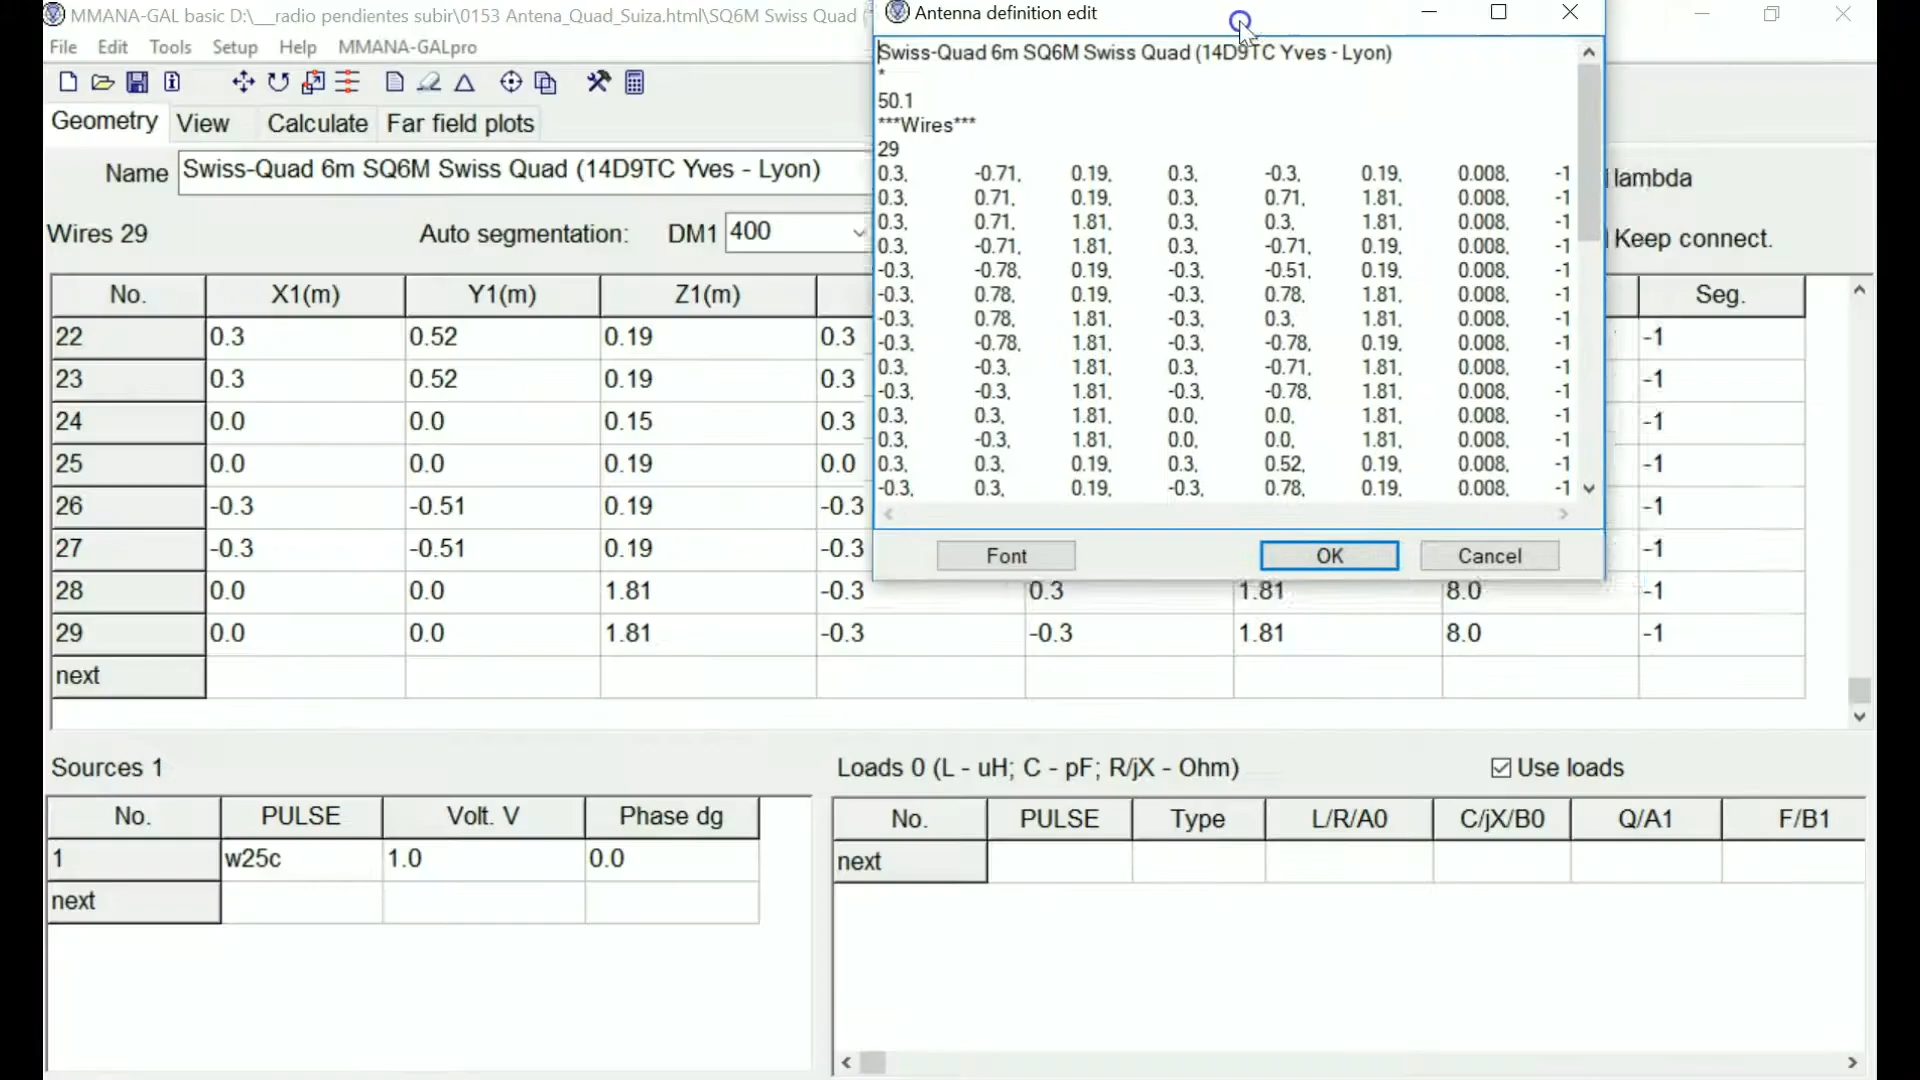 MMANA-GAL basic D:\__radio pendientes subir\0153 Antena_Quad_Suiza.html\SQ6M Swiss Quad
File Edit Tools Setup Help MMANA-GALpro
Geometry View Calculate Far field plots
Name Swiss-Quad 6m SQ6M Swiss Quad (14D9TC Yves - Lyon)
lambda
Wires 29 Auto segmentation: DM1 400
Keep connect.
No. X1(m) Y1(m) Z1(m) Seg.
22 0.3 0.52 0.19 0.3 -1
23 0.3 0.52 0.19 0.3 -1
24 0.0 0.0 0.15 0.3 -1
25 0.0 0.0 0.19 0.0 -1
26 -0.3 -0.51 0.19 -0.3 -1
27 -0.3 -0.51 0.19 -0.3 -1
28 0.0 0.0 1.81 -0.3 0.3 1.81 8.0 -1
29 0.0 0.0 1.81 -0.3 -0.3 1.81 8.0 -1
next
Antenna definition edit
Swiss-Quad 6m SQ6M Swiss Quad (14D9TC Yves - Lyon)
*
50.1
***Wires***
29
0.3, -0.71, 0.19, 0.3, -0.3, 0.19, 0.008, -1
0.3, 0.71, 0.19, 0.3, 0.71, 1.81, 0.008, -1
0.3, 0.71, 1.81, 0.3, 0.3, 1.81, 0.008, -1
0.3, -0.71, 1.81, 0.3, -0.71, 0.19, 0.008, -1
-0.3, -0.78, 0.19, -0.3, -0.51, 0.19, 0.008, -1
-0.3, 0.78, 0.19, -0.3, 0.78, 1.81, 0.008, -1
-0.3, 0.78, 1.81, -0.3, 0.3, 1.81, 0.008, -1
-0.3, -0.78, 1.81, -0.3, -0.78, 0.19, 0.008, -1
0.3, -0.3, 1.81, 0.3, -0.71, 1.81, 0.008, -1
-0.3, -0.3, 1.81, -0.3, -0.78, 1.81, 0.008, -1
0.3, 0.3, 1.81, 0.0, 0.0, 1.81, 0.008, -1
0.3, -0.3, 1.81, 0.0, 0.0, 1.81, 0.008, -1
0.3, 0.3, 0.19, 0.3, 0.52, 0.19, 0.008, -1
-0.3, 0.3, 0.19, -0.3, 0.78, 0.19, 0.008, -1
Font OK Cancel
Sources 1
No. PULSE Volt. V Phase dg
1 w25c 1.0 0.0
next
Loads 0 (L - uH; C - pF; R/jX - Ohm) Use loads
No. PULSE Type L/R/A0 C/jX/B0 Q/A1 F/B1
next